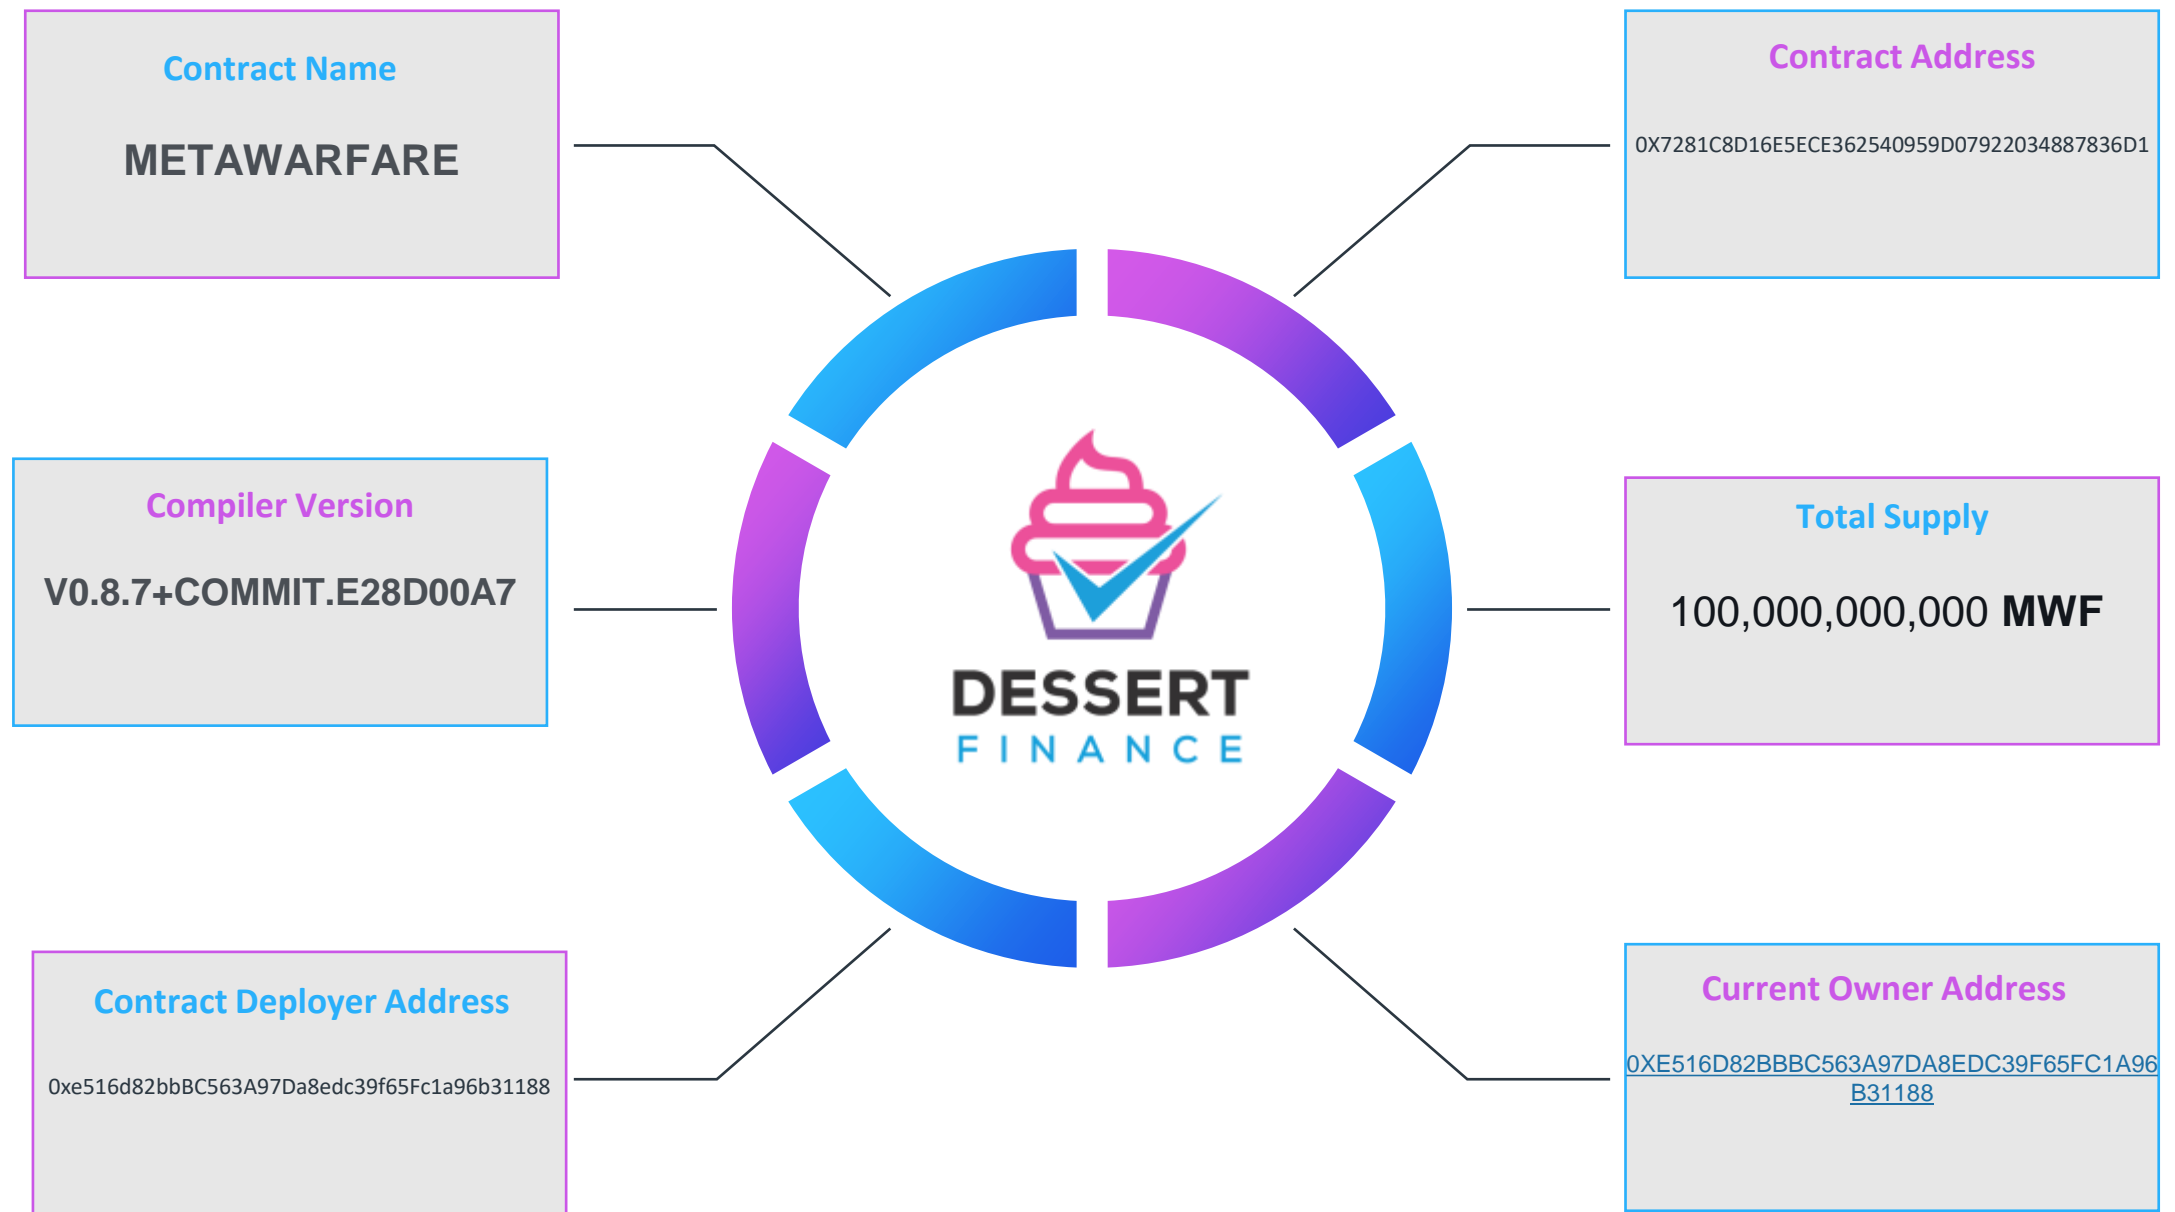 Contract Name
METAWARFARE
Contract Address
0X7281C8D16E5ECE362540959D07922034887836D1
Compiler Version
V0.8.7+COMMIT.E28D00A7
Total Supply
100,000,000,000 MWF
DESSERT
FINANCE
Contract Deployer Address
0xe516d82bbBC563A97Da8edc39f65Fc1a96b31188
Current Owner Address
0XE516D82BBBC563A97DA8EDC39F65FC1A96
B31188